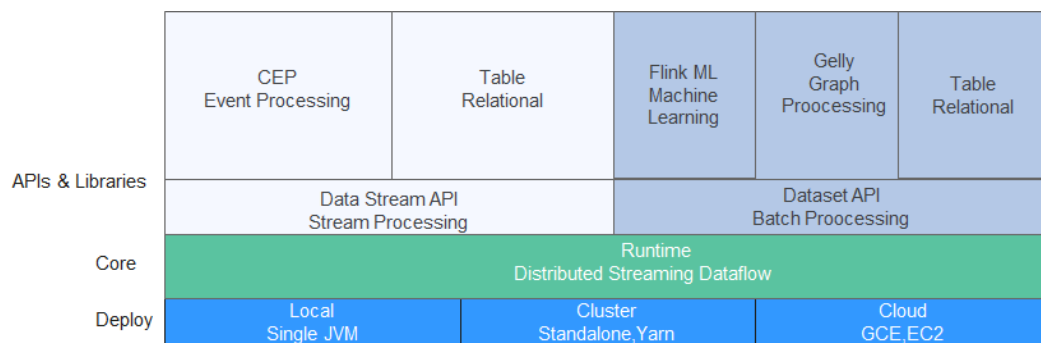 CEP
Event Processing
Table
Relational
Flink ML
Machine
Learning
Gelly
Graph
Proocessing
Table
Relational
APIs & Libraries
Data Stream API
Stream Processing
Dataset API
Batch Proocessing
Core
Runtime
Distributed Streaming Dataflow
Deploy
Local
Single JVM
Cluster
Standalone,Yarn
Cloud
GCE,EC2